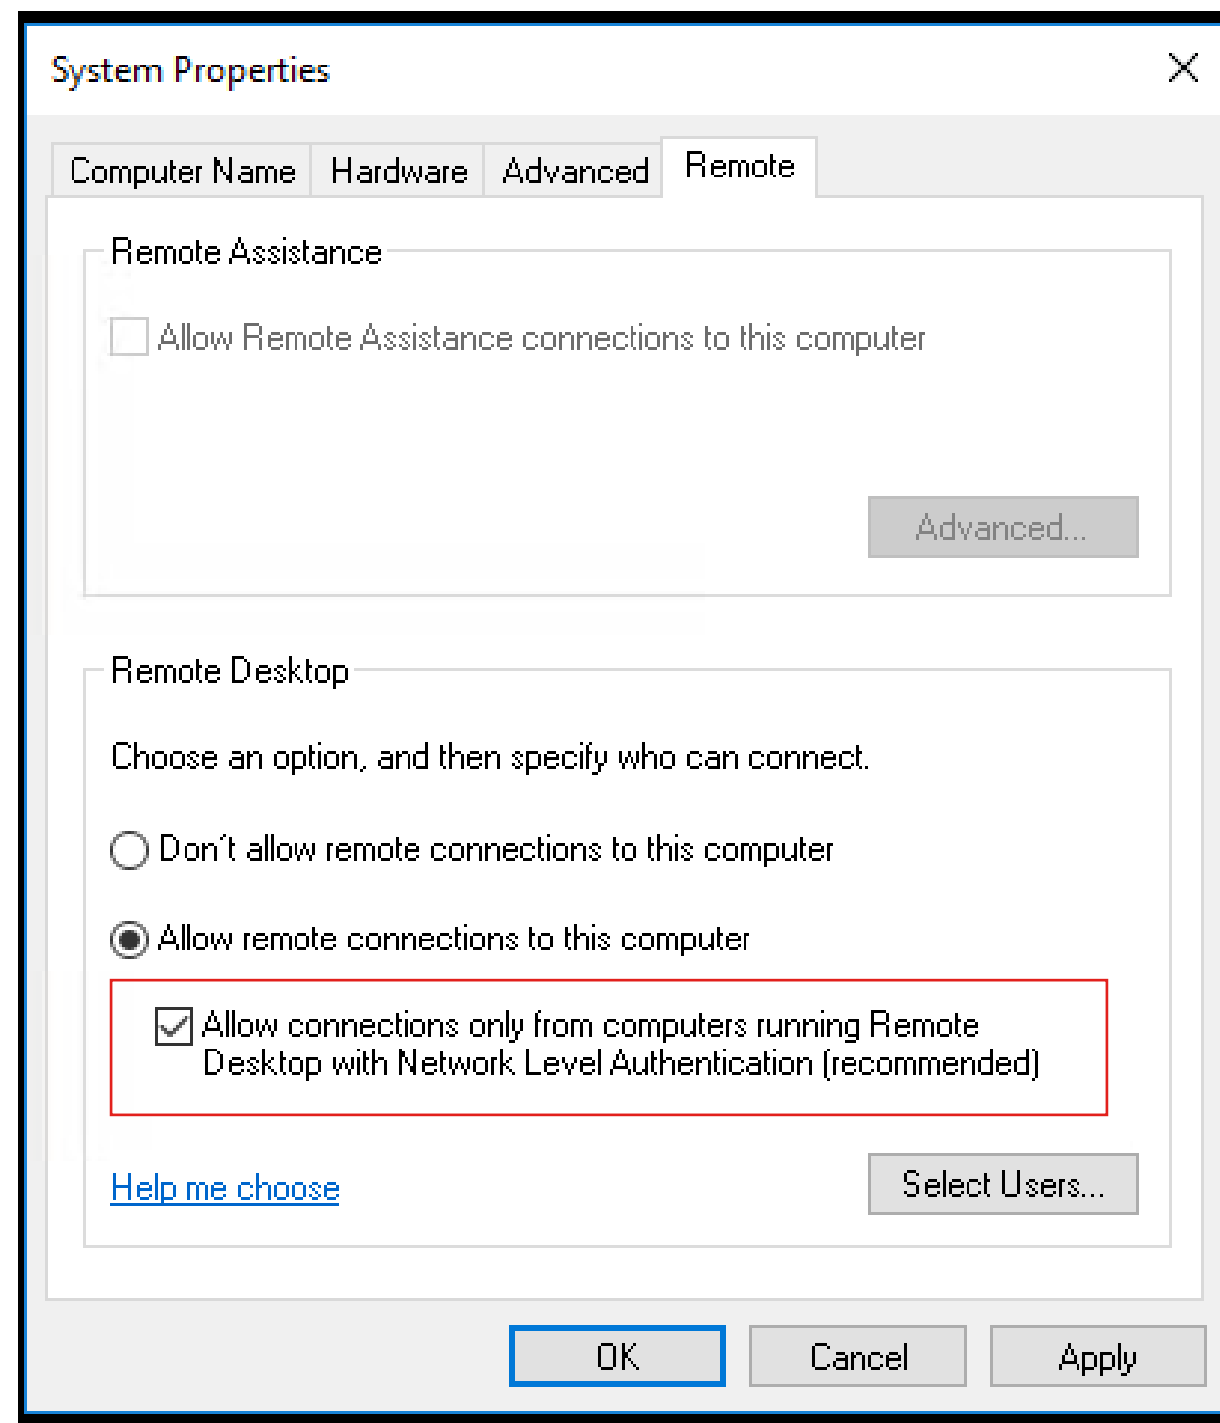 System Properties
Computer Name Hardware Advanced Remote
Remote Assistance
Allow Remote Assistance connections to this computer
Advanced...
Remote Desktop
Choose an option, and then specify who can connect.
Don't allow remote connections to this computer
Allow remote connections to this computer
Allow connections only from computers running Remote
Desktop with Network Level Authentication (recommended)
Help me choose
Select Users...
OK Cancel Apply